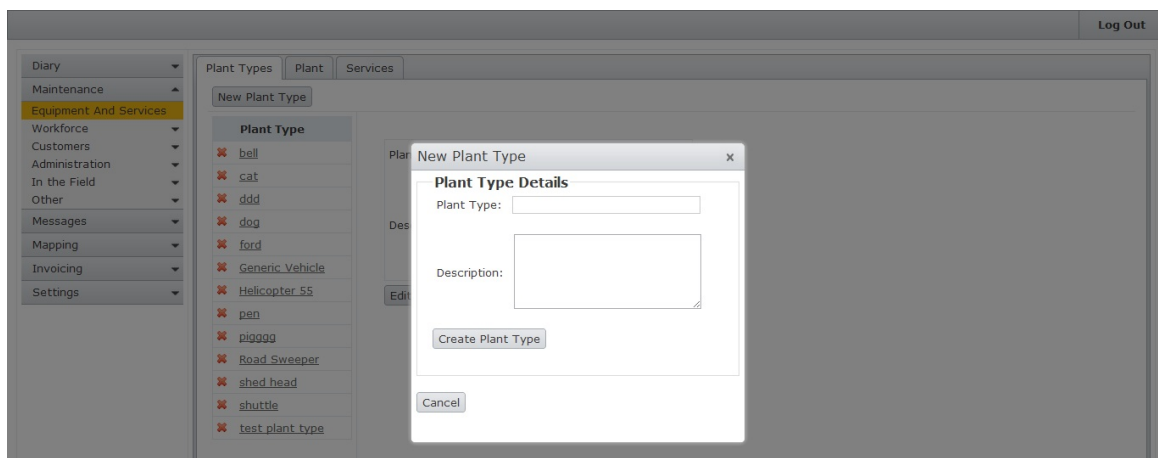 Log Out
Diary
Maintenance
Equipment And Services
Workforce
Customers
Administration
In the Field
Other
Messages
Mapping
Invoicing
Settings
Plant Types Plant Services
New Plant Type
Plant Type
bell
cat
ddd
dog
ford
Generic Vehicle
Helicopter 55
pen
pigggg
Road Sweeper
shed head
shuttle
test plant type
Plan
Des
Edit
New Plant Type x
Plant Type Details
Plant Type:
Description:
Create Plant Type
Cancel